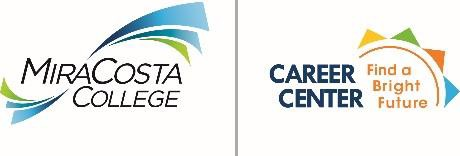 MIRACOSTA
COLLEGE
CAREER
CENTER
Find a
Bright
Future